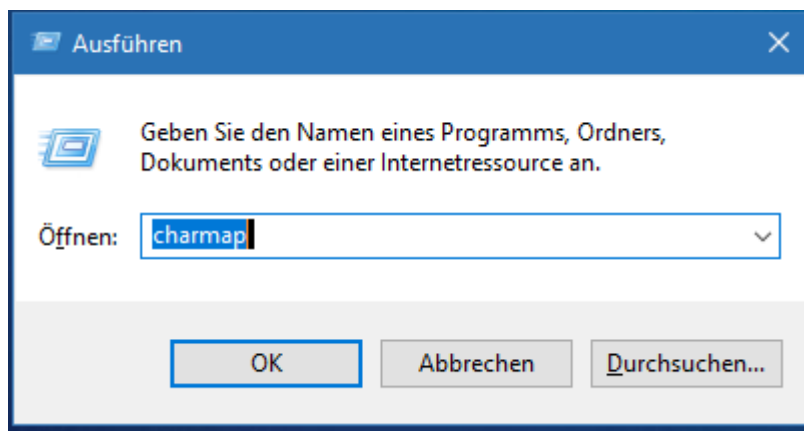 Ausführen
Geben Sie den Namen eines Programms, Ordners,
Dokuments oder einer Internetressource an.
Öffnen: charmap
OK Abbrechen Durchsuchen...